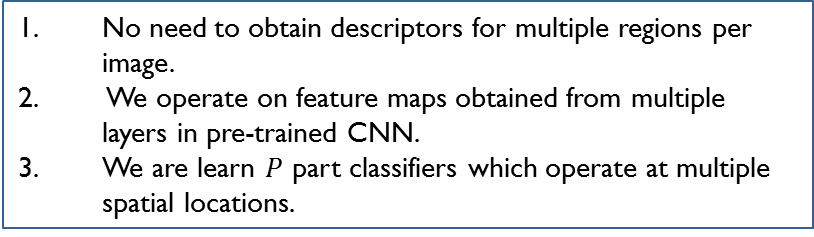 1. No need to obtain descriptors for multiple regions per
image.
2. We operate on feature maps obtained from multiple
layers in pre-trained CNN.
3. We are learn P part classifiers which operate at multiple
spatial locations.